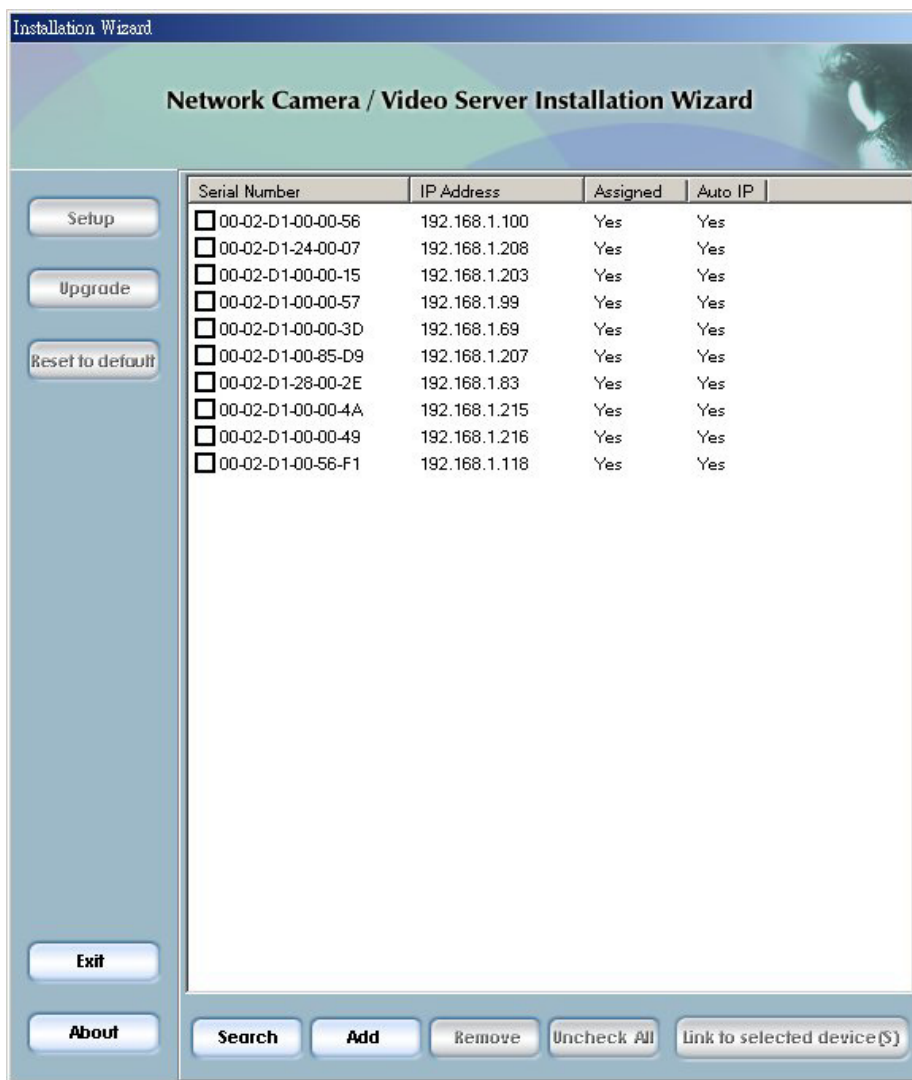 Installation Wizard
Network Camera / Video Server Installation Wizard
Serial Number IP Address Assigned Auto IP
00-02-D1-00-00-56 192.168.1.100 Yes Yes
00-02-D1-24-00-07 192.168.1.208 Yes Yes
00-02-D1-00-00-15 192.168.1.203 Yes Yes
00-02-D1-00-00-57 192.168.1.99 Yes Yes
00-02-D1-00-00-3D 192.168.1.69 Yes Yes
00-02-D1-00-85-D9 192.168.1.207 Yes Yes
00-02-D1-28-00-2E 192.168.1.83 Yes Yes
00-02-D1-00-00-4A 192.168.1.215 Yes Yes
00-02-D1-00-00-49 192.168.1.216 Yes Yes
00-02-D1-00-56-F1 192.168.1.118 Yes Yes
Setup
Upgrade
Reset to default
Exit
About
Search Add Remove Uncheck All Link to selected device(S)